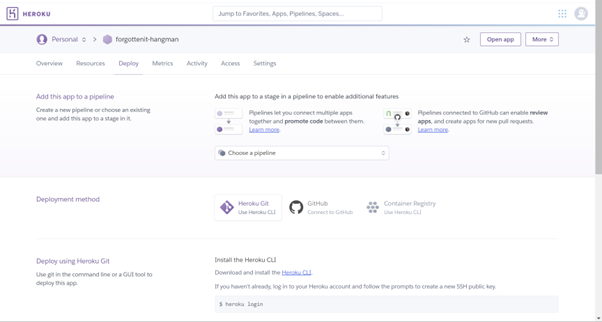 HEROKU
Jump to Favorites, Apps, Pipelines, Spaces...
Personal > forgottenit-hangman
Open app
More
Overview Resources Deploy Metrics Activity Access Settings
Add this app to a pipeline
Create a new pipeline or choose an existing
one and add this app to a stage in it.
Add this app to a stage in a pipeline to enable additional features
Pipelines let you connect multiple apps
together and promote code between them.
Learn more.
Pipelines connected to GitHub can enable review
apps, and create apps for new pull requests.
Learn more.
Choose a pipeline
Deployment method
Heroku Git
Use Heroku CLI
GitHub
Connect to GitHub
Container Registry
Use Heroku CLI
Deploy using Heroku Git
Use git in the command line or a GUI tool to
deploy this app.
Install the Heroku CLI
Download and install the Heroku CLI.
If you haven't already, log in to your Heroku account and follow the prompts to create a new SSH public key.
$ heroku login